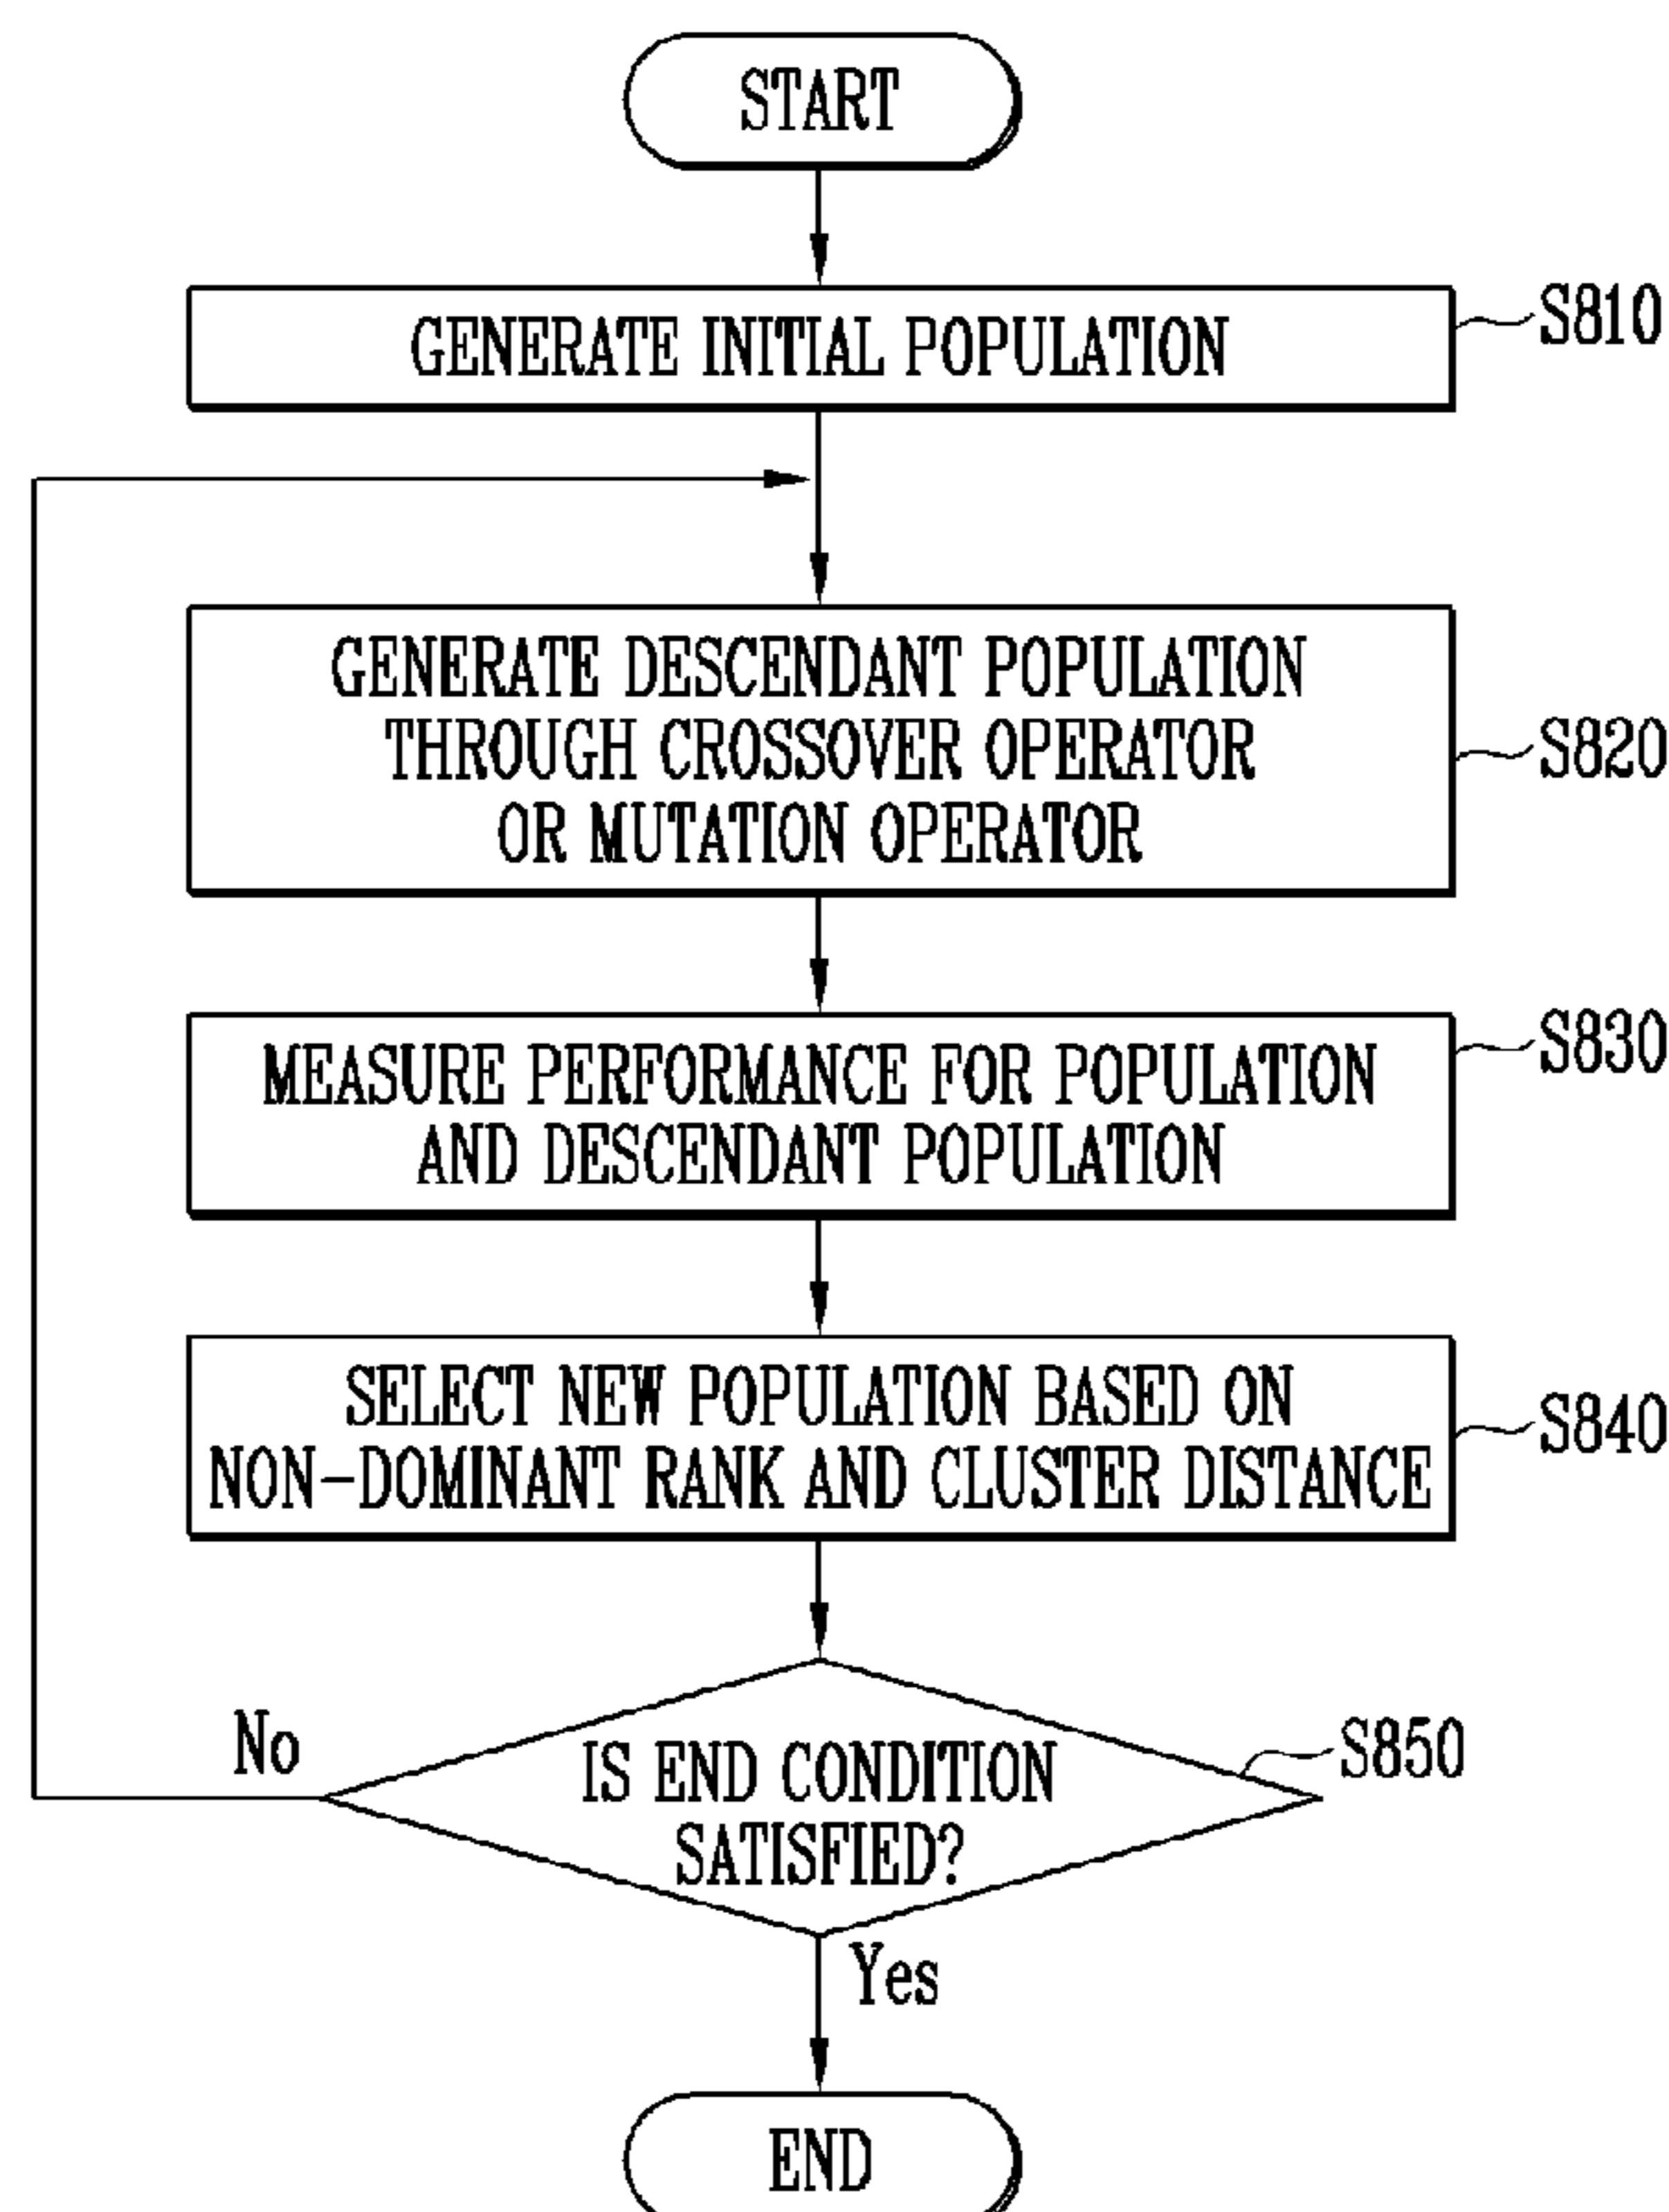 START
GENERATE INITIAL POPULATION
S810
GENERATE DESCENDANT POPULATION
THROUGH CROSSOVER OPERATOR
OR MUTATION OPERATOR
S820
MEASURE PERFORMANCE FOR POPULATION
AND DESCENDANT POPULATION
S830
SELECT NEW POPULATION BASED ON
NON-DOMINANT RANK AND CLUSTER DISTANCE
S840
IS END CONDITION
SATISFIED?
S850
No
Yes
END